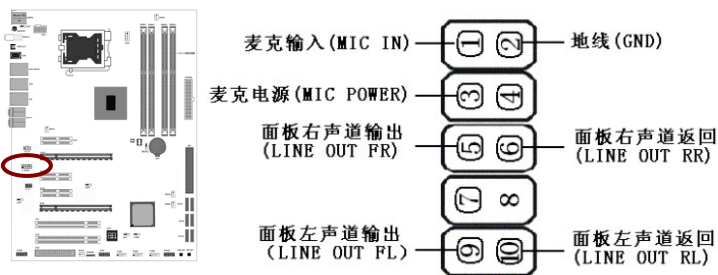 麦克输入(MIC IN)
1 2
地线(GND)
麦克电源(MIC POWER)
3 4
面板右声道输出
(LINE OUT FR)
5 6
面板右声道返回
(LINE OUT RR)
7 8
面板左声道输出
(LINE OUT FL)
9 10
面板左声道返回
(LINE OUT RL)